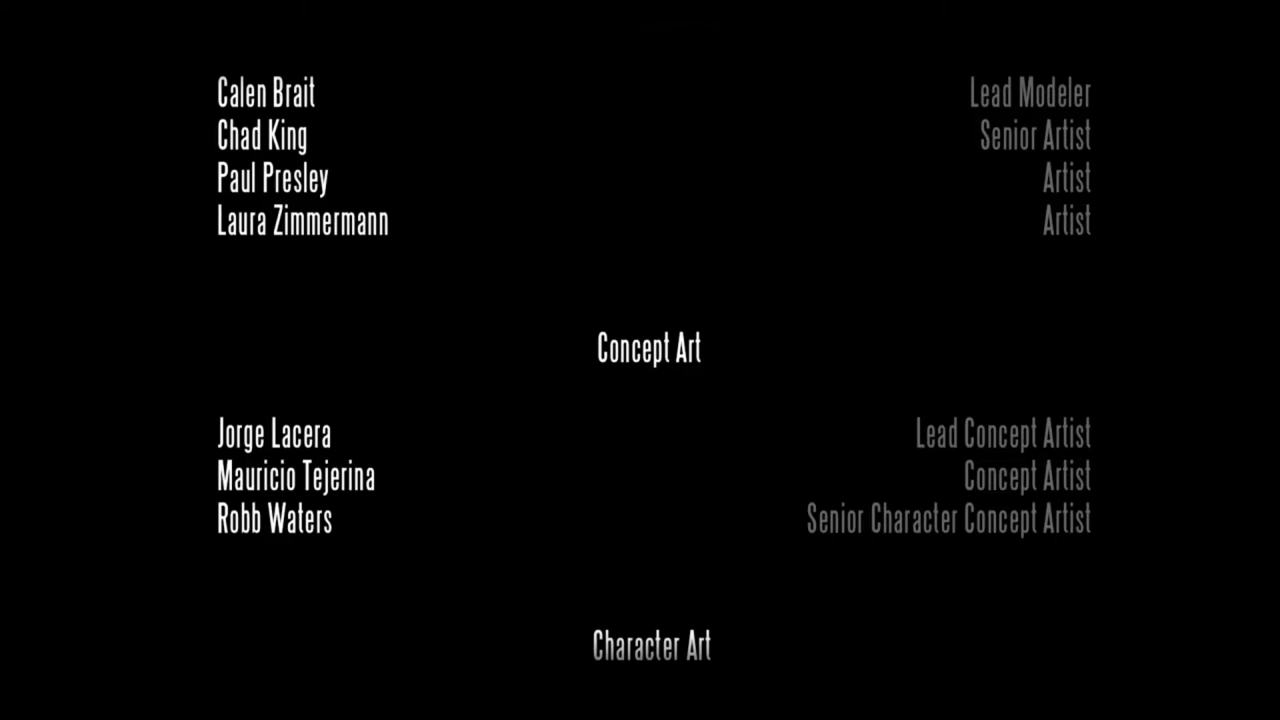 Calen Brait Lead Modeler
Chad King Senior Artist
Paul Presley Artist
Laura Zimmermann Artist
Concept Art
Jorge Lacera Lead Concept Artist
Mauricio Tejerina Concept Artist
Robb Waters Senior Character Concept Artist
Character Art